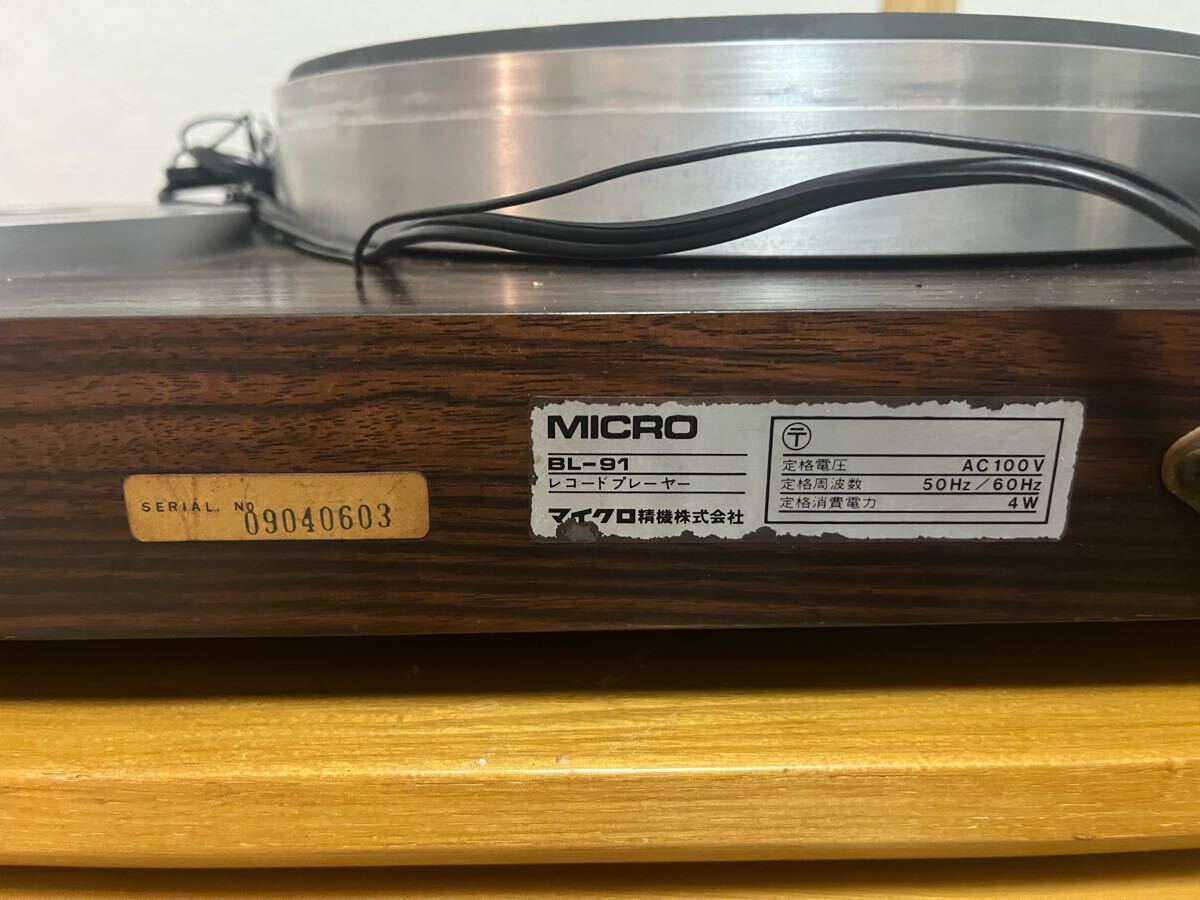 SERIAL. No
09040603
MICRO
BL-91
レコードプレーヤー
マイクロ精機株式会社
〒
定格電圧 AC100V
定格周波数 50Hz/60Hz
定格消費電力 4W